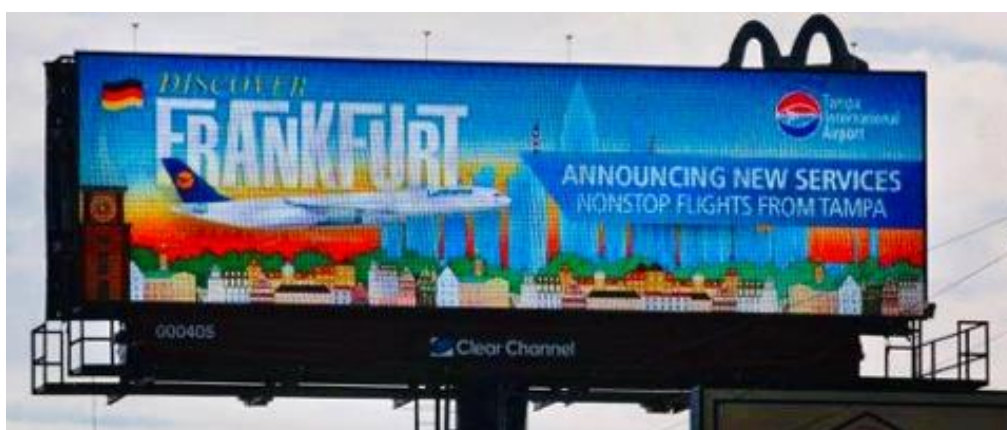 DISCOVER
FRANKFURT
Tampa
International
Airport
ANNOUNCING NEW SERVICES
NONSTOP FLIGHTS FROM TAMPA
000405
Clear Channel